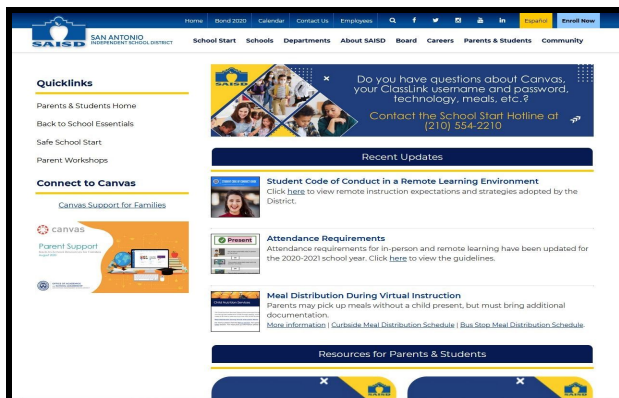 Home Bond 2020 Calendar Contact Us Employees Español Enroll Now
SAISD
SAN ANTONIO
INDEPENDENT SCHOOL DISTRICT
School Start Schools Departments About SAISD Board Careers Parents & Students Community
Quicklinks
Parents & Students Home
Back to School Essentials
Safe School Start
Parent Workshops
Connect to Canvas
Canvas Support for Families
canvas
Parent Support
SAISD
Do you have questions about Canvas,
your ClassLink username and password,
technology, meals, etc.?
Contact the School Start Hotline at
(210) 554-2210
Recent Updates
Student Code of Conduct in a Remote Learning Environment
Click here to view remote instruction expectations and strategies adopted by the
District.
Present
Attendance Requirements
Attendance requirements for in-person and remote learning have been updated for
the 2020-2021 school year. Click here to view the guidelines.
Child Nutrition Services
Meal Distribution During Virtual Instruction
Parents may pick up meals without a child present, but must bring additional
documentation.
More information | Curbside Meal Distribution Schedule | Bus Stop Meal Distribution Schedule.
Resources for Parents & Students